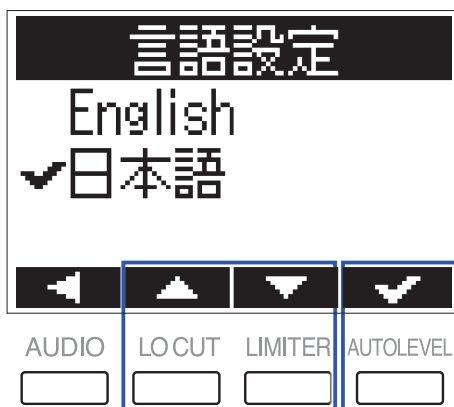 言語設定
English
日本語
AUDIO LO CUT LIMITER AUTOLEVEL